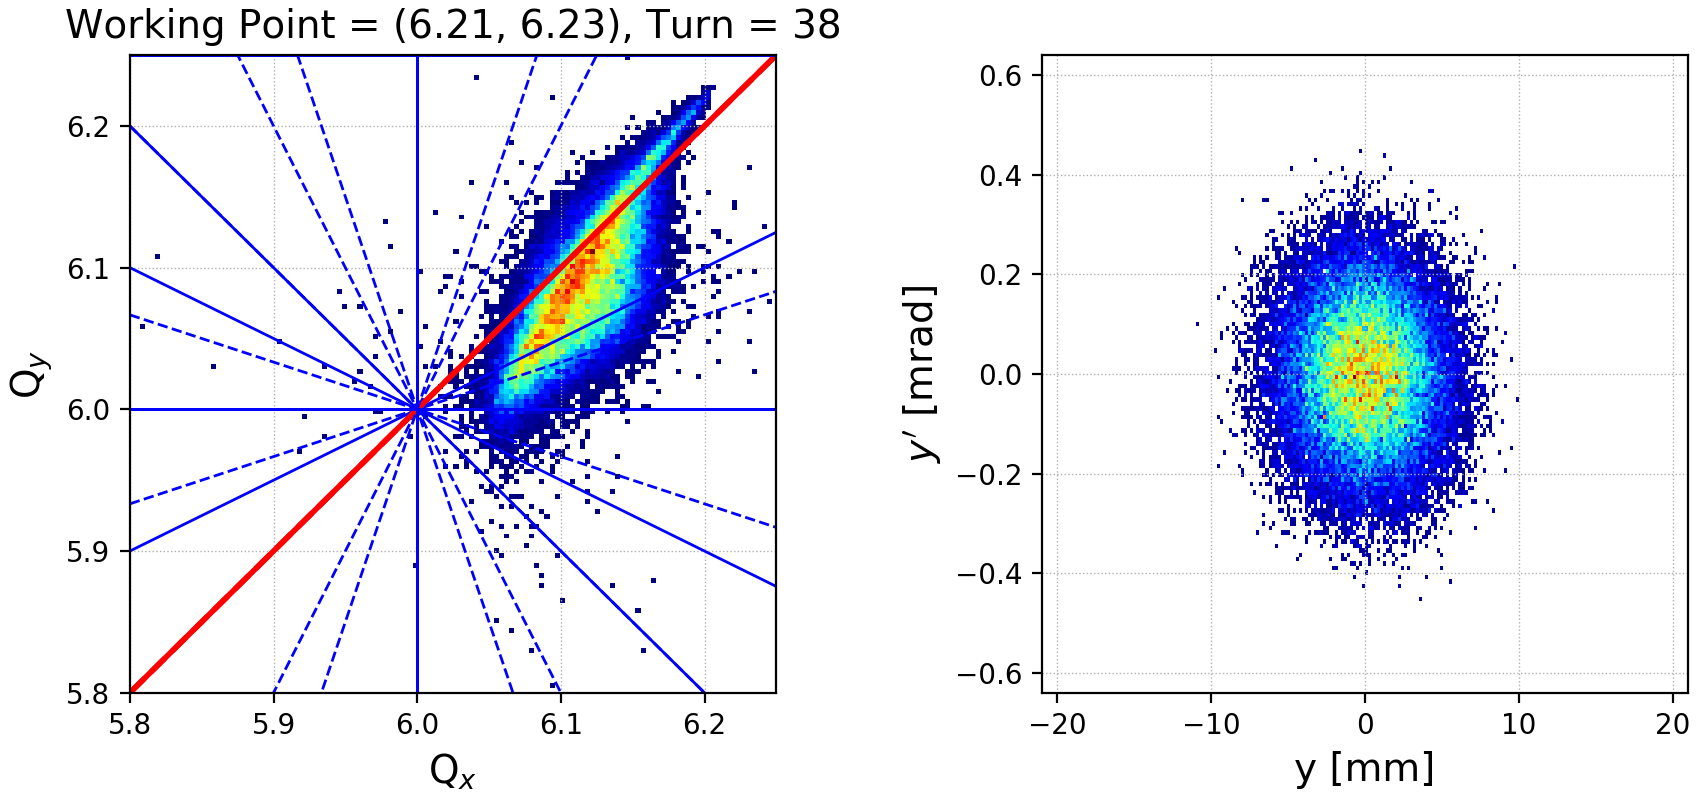 Working Point = (6.21, 6.23), Turn = 38
6.2
6.1
6.0
5.9
5.8
Qy
5.8 5.9 6.0 6.1 6.2
Qx
0.6
0.4
0.2
0.0
−0.2
−0.4
−0.6
y′ [mrad]
−20 −10 0 10 20
y [mm]